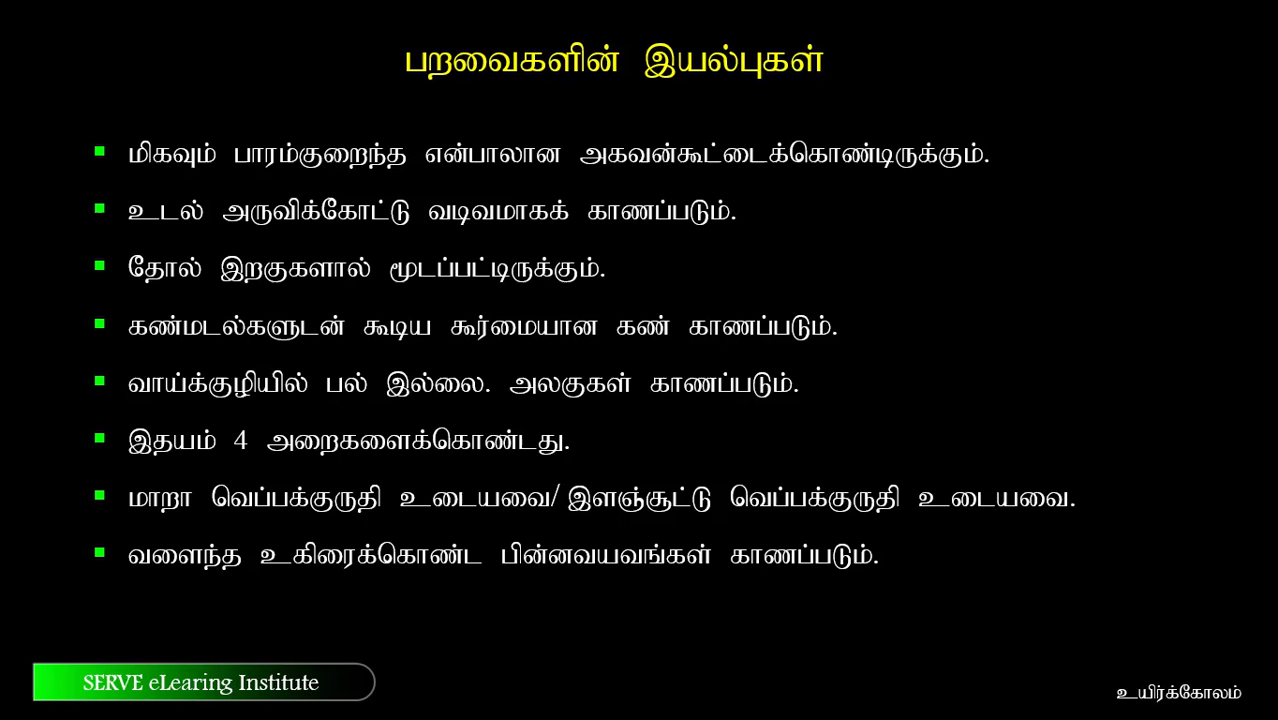 பறவைகளின் இயல்புகள்
▪ மிகவும் பாரம்குறைந்த என்பாலான அகவன்கூட்டைக்கொண்டிருக்கும்.
▪ உடல் அருவிக்கோட்டு வடிவமாகக் காணப்படும்.
▪ தோல் இறகுகளால் மூடப்பட்டிருக்கும்.
▪ கண்மடல்களுடன் கூடிய கூர்மையான கண் காணப்படும்.
▪ வாய்க்குழியில் பல் இல்லை. அலகுகள் காணப்படும்.
▪ இதயம் 4 அறைகளைக்கொண்டது.
▪ மாறா வெப்பக்குருதி உடையவை/ இளஞ்சூட்டு வெப்பக்குருதி உடையவை.
▪ வளைந்த உகிரைக்கொண்ட பின்னவயவங்கள் காணப்படும்.
SERVE eLearing Institute
உயிர்க்கோலம்